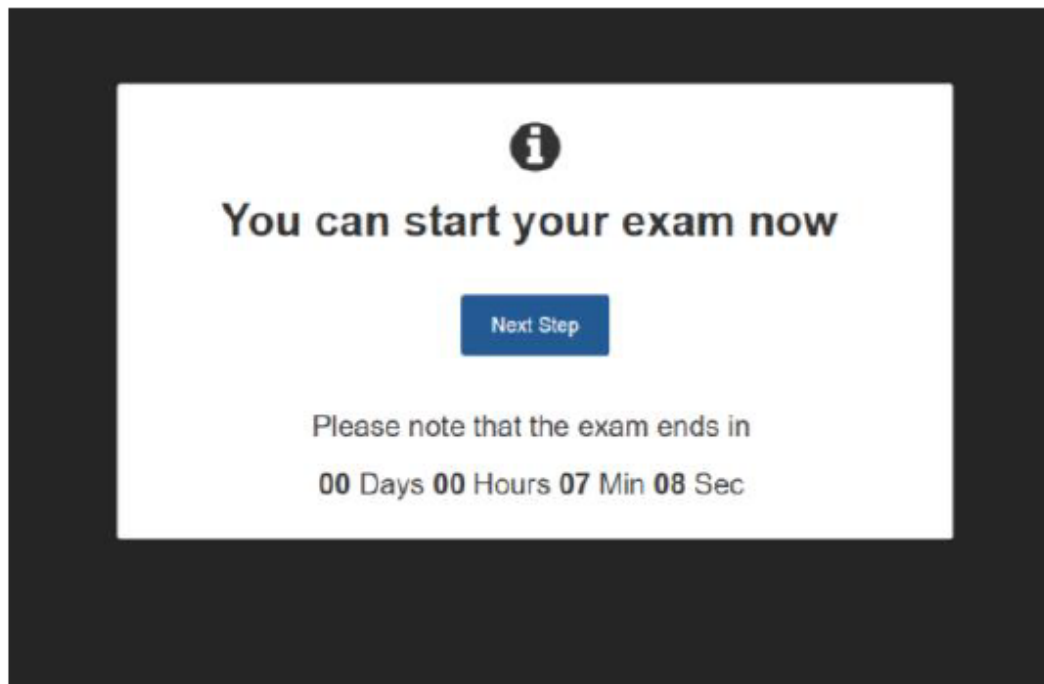 You can start your exam now
Next Step
Please note that the exam ends in
00 Days 00 Hours 07 Min 08 Sec